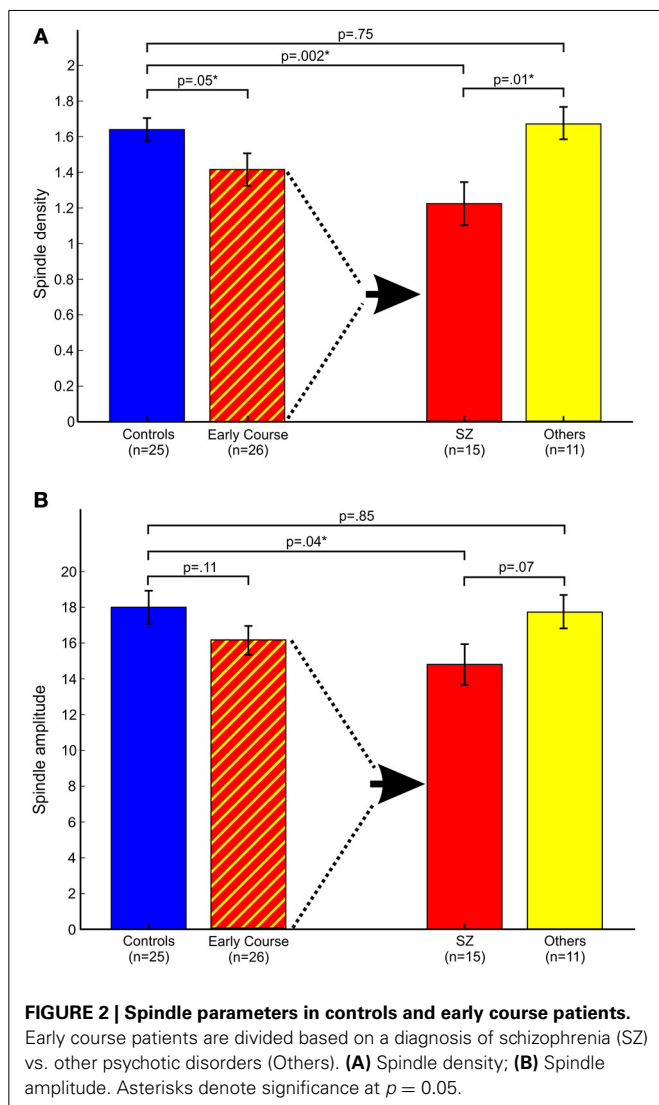 A
p=.75
p=.002*
p=.05*
p=.01*
Spindle density
2
1.8
1.6
1.4
1.2
1
0.8
0.6
0.4
0.2
0
Controls
(n=25)
Early Course
(n=26)
SZ
(n=15)
Others
(n=11)
B
p=.85
p=.04*
p=.11
p=.07
Spindle amplitude
20
18
16
14
12
10
8
6
4
2
0
Controls
(n=25)
Early Course
(n=26)
SZ
(n=15)
Others
(n=11)
FIGURE 2 | Spindle parameters in controls and early course patients.
Early course patients are divided based on a diagnosis of schizophrenia (SZ)
vs. other psychotic disorders (Others). (A) Spindle density; (B) Spindle
amplitude. Asterisks denote significance at p = 0.05.